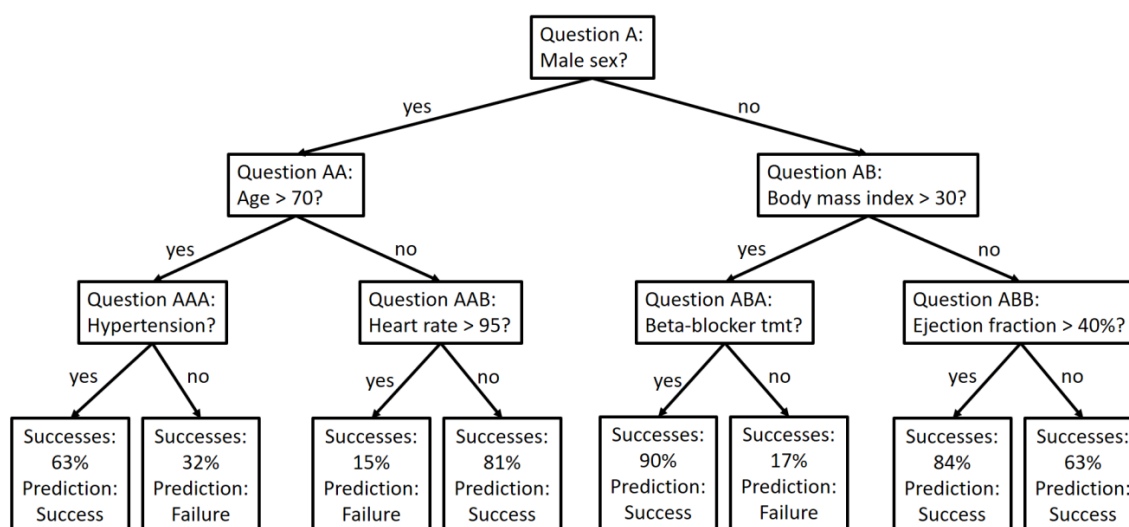 Question A:
Male sex?
yes
no
Question AA:
Age > 70?
Question AB:
Body mass index > 30?
yes
no
yes
no
Question AAA:
Hypertension?
Question AAB:
Heart rate > 95?
Question ABA:
Beta-blocker tmt?
Question ABB:
Ejection fraction > 40%?
yes
no
yes
no
yes
no
yes
no
Successes:
63%
Prediction:
Success
Successes:
32%
Prediction:
Failure
Successes:
15%
Prediction:
Failure
Successes:
81%
Prediction:
Success
Successes:
90%
Prediction:
Success
Successes:
17%
Prediction:
Failure
Successes:
84%
Prediction:
Success
Successes:
63%
Prediction:
Success